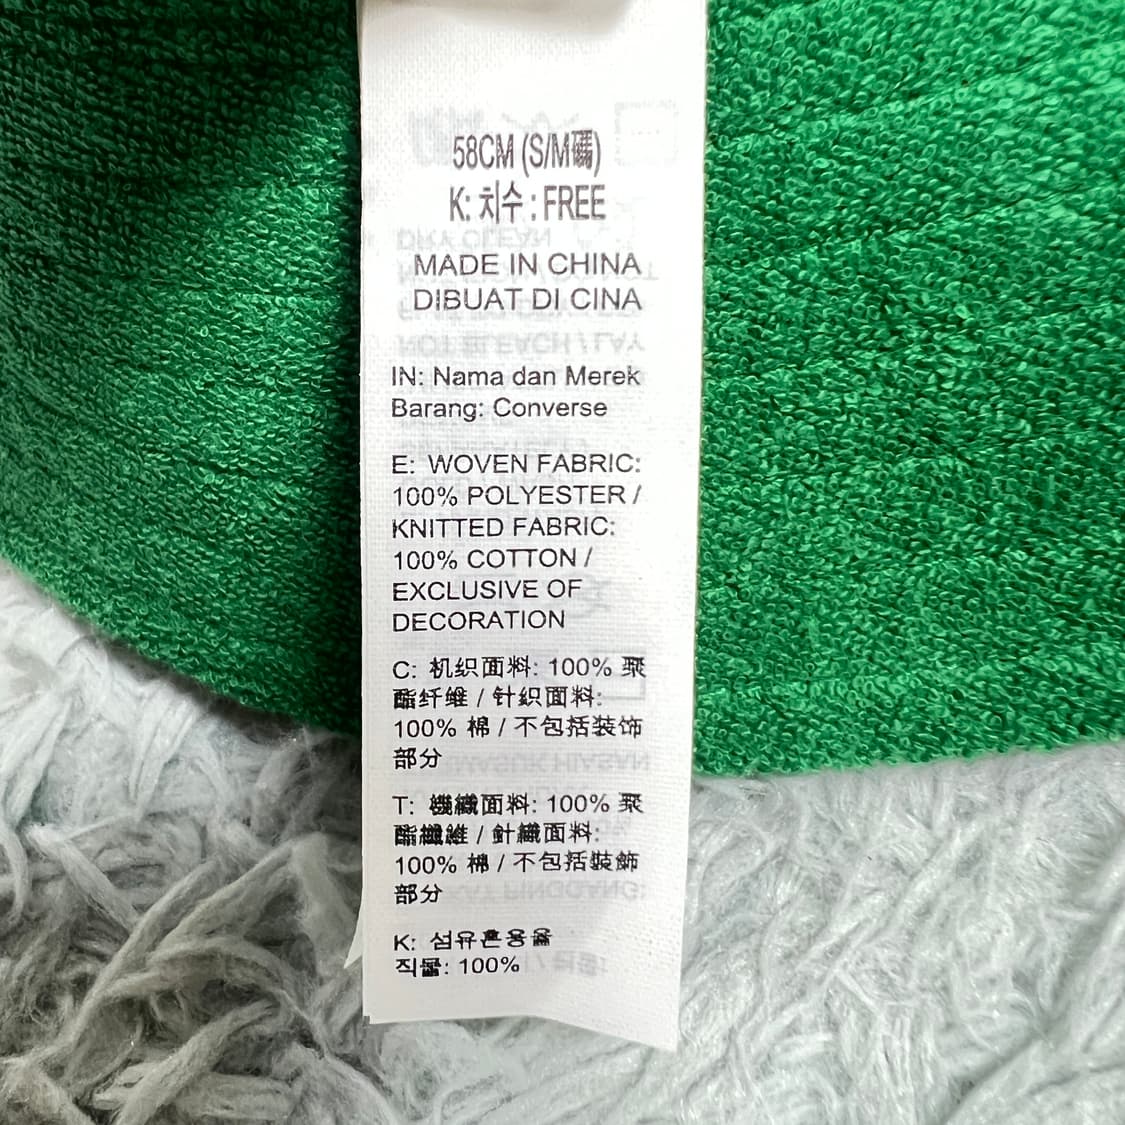 58CM (S/M碼)
K: 치수 : FREE
MADE IN CHINA
DIBUAT DI CINA
IN: Nama dan Merek
Barang: Converse
E: WOVEN FABRIC:
100% POLYESTER /
KNITTED FABRIC:
100% COTTON /
EXCLUSIVE OF
DECORATION
C: 机织面料: 100% 聚
酯纤维 / 针织面料:
100% 棉 / 不包括装饰
部分
T: 機織面料: 100% 聚
酯纖維 / 針織面料:
100% 棉 / 不包括裝飾
部分
K: 섬유혼용율
직물: 100%